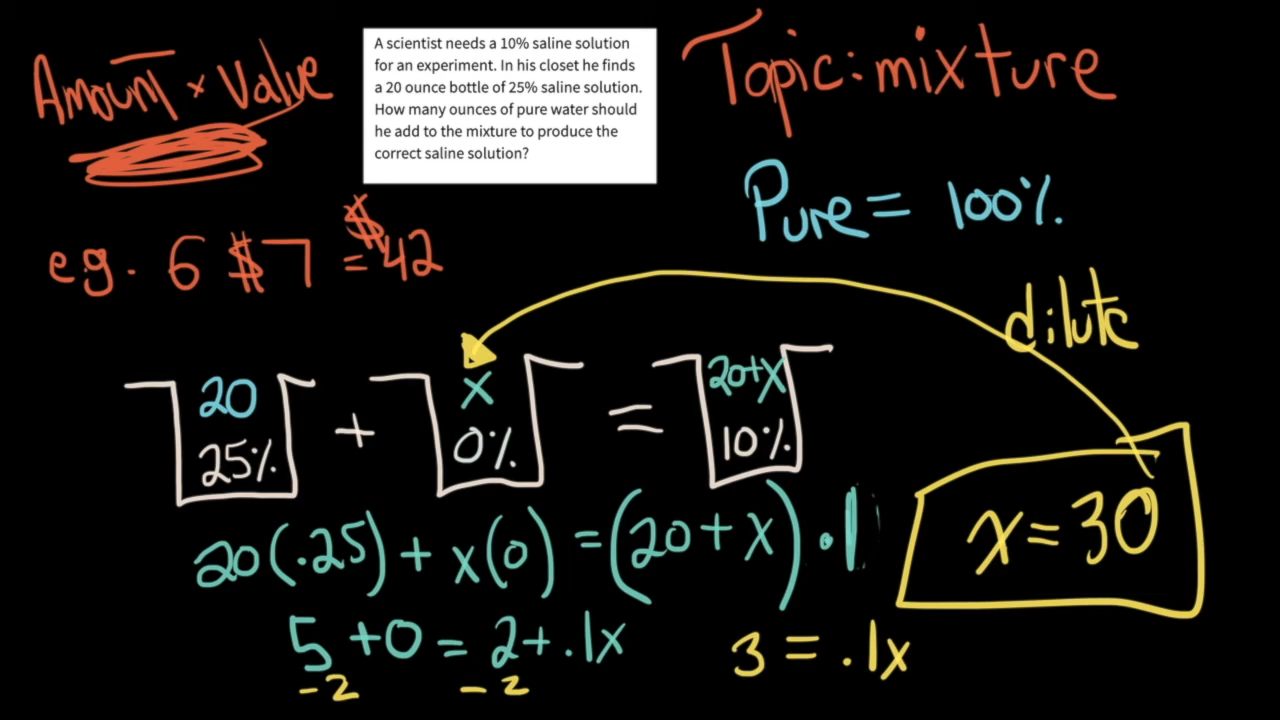 Amount × Value
A scientist needs a 10% saline solution
for an experiment. In his closet he finds
a 20 ounce bottle of 25% saline solution.
How many ounces of pure water should
he add to the mixture to produce the
correct saline solution?
Topic: mixture
Pure = 100%
e.g. 6 $7 = $42
dilute
20 + x = 20+x
25% 0% 10%
20(.25) + x(0) = (20 + x) .1
x = 30
5 + 0 = 2 + .1x
3 = .1x
-2 -2